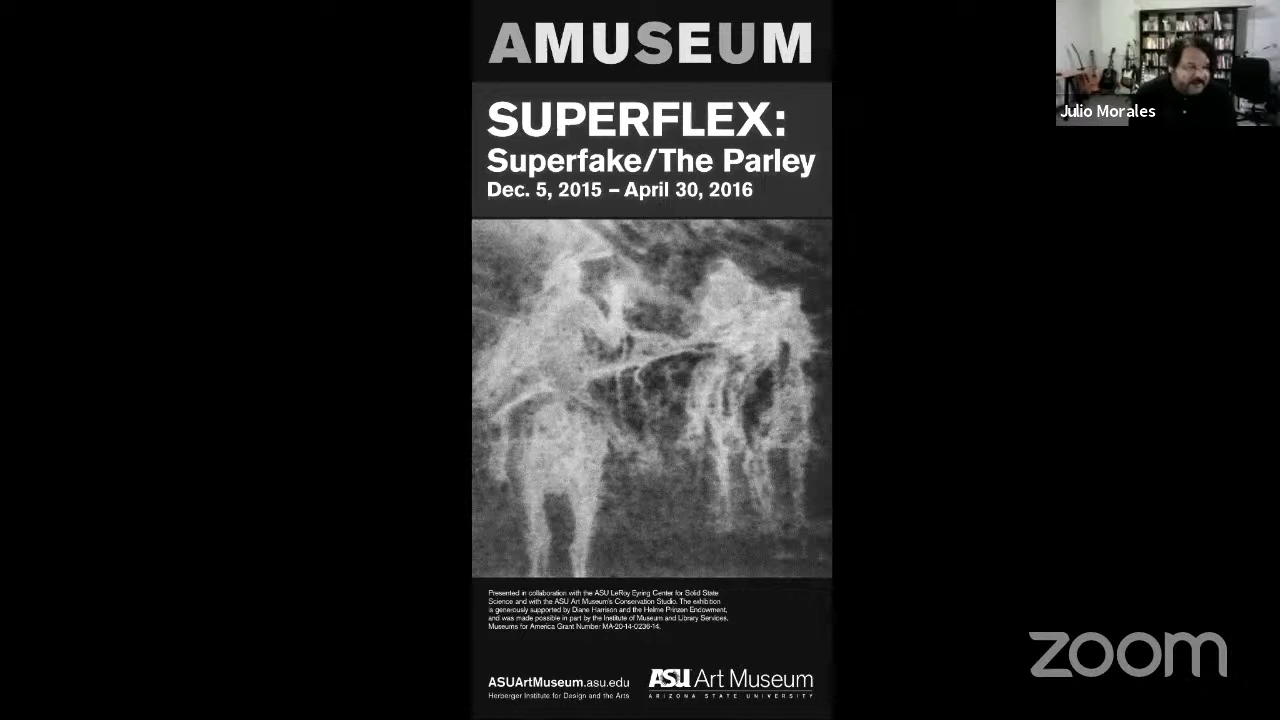 AMUSEUM
SUPERFLEX:
Superfake/The Parley
Dec. 5, 2015 – April 30, 2016
Julio Morales
Presented in collaboration with the ASU LeRoy Eyring Center for Solid State
Science and with the ASU Art Museum's Conservation Studio. The exhibition
is generously supported by Diane Harrison and the Helme Prinzen Endowment,
and was made possible in part by the Institute of Museum and Library Services,
Museums for America Grant Number MA-20-14-0236-14.
ASUArtMuseum.asu.edu
Herberger Institute for Design and the Arts
ASU Art Museum
ARIZONA STATE UNIVERSITY
zoom